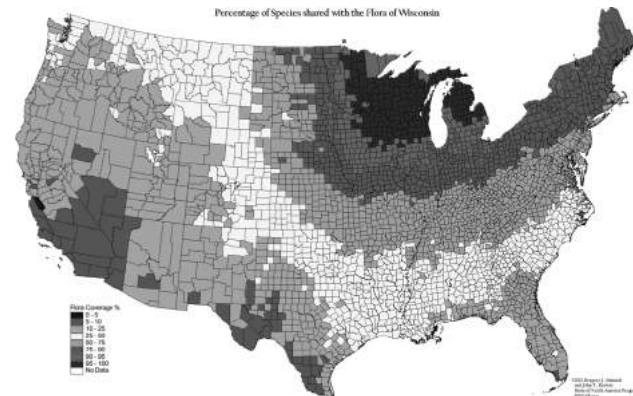 Percentage of Species shared with the Flora of Wisconsin
Flora Coverage %
0 - 5
5 - 10
10 - 25
25 - 50
50 - 75
75 - 90
90 - 95
95 - 100
No Data